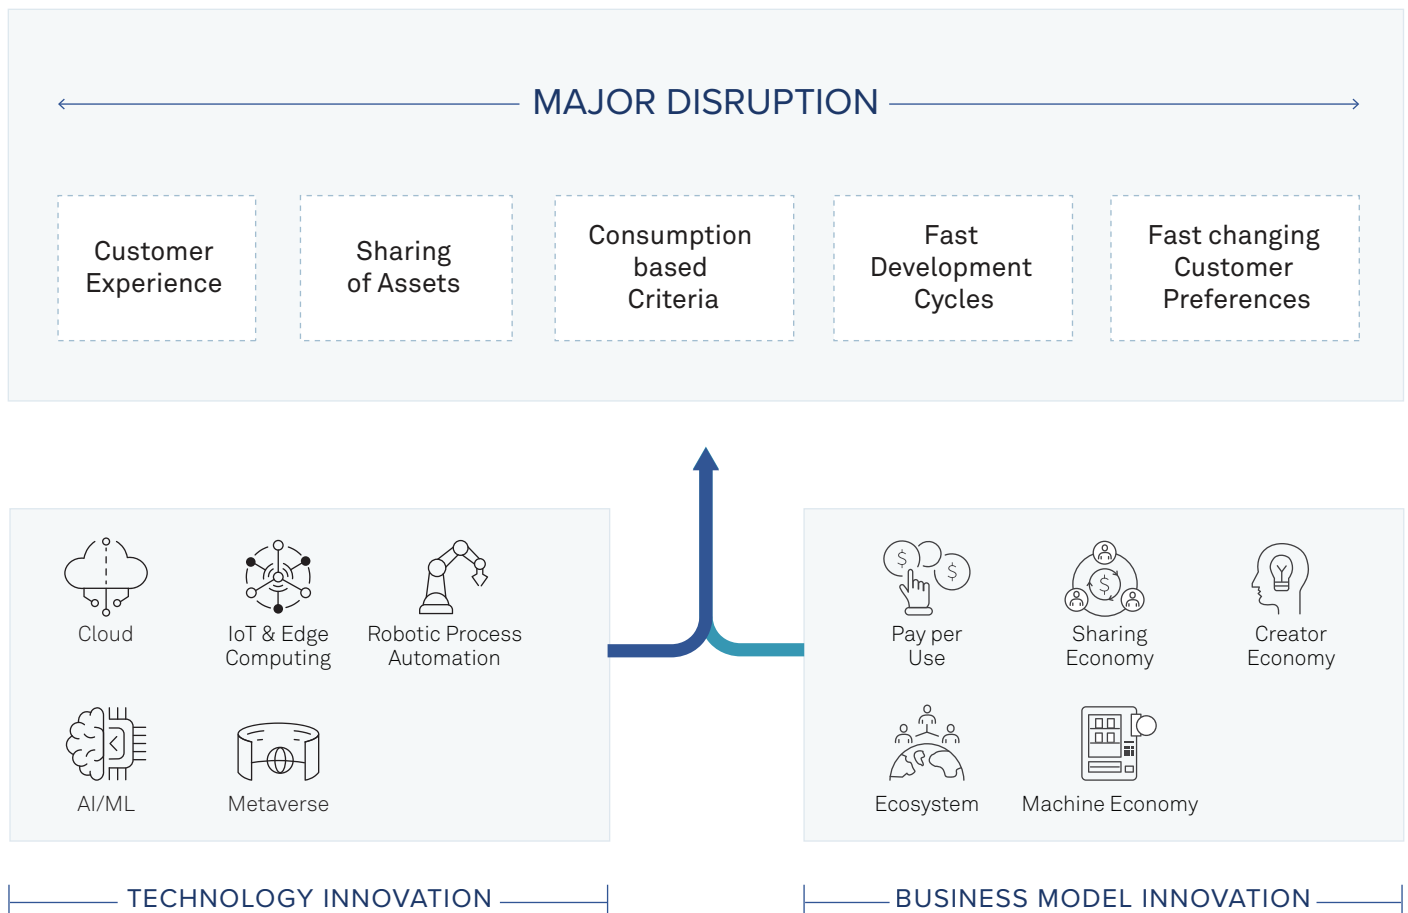 MAJOR DISRUPTION
Customer
Experience
Sharing
of Assets
Consumption
based
Criteria
Fast
Development
Cycles
Fast changing
Customer
Preferences
Cloud
IoT & Edge
Computing
Robotic Process
Automation
AI/ML
Metaverse
TECHNOLOGY INNOVATION
$
$
Pay per
Use
$
Sharing
Economy
Creator
Economy
Ecosystem
Machine Economy
BUSINESS MODEL INNOVATION